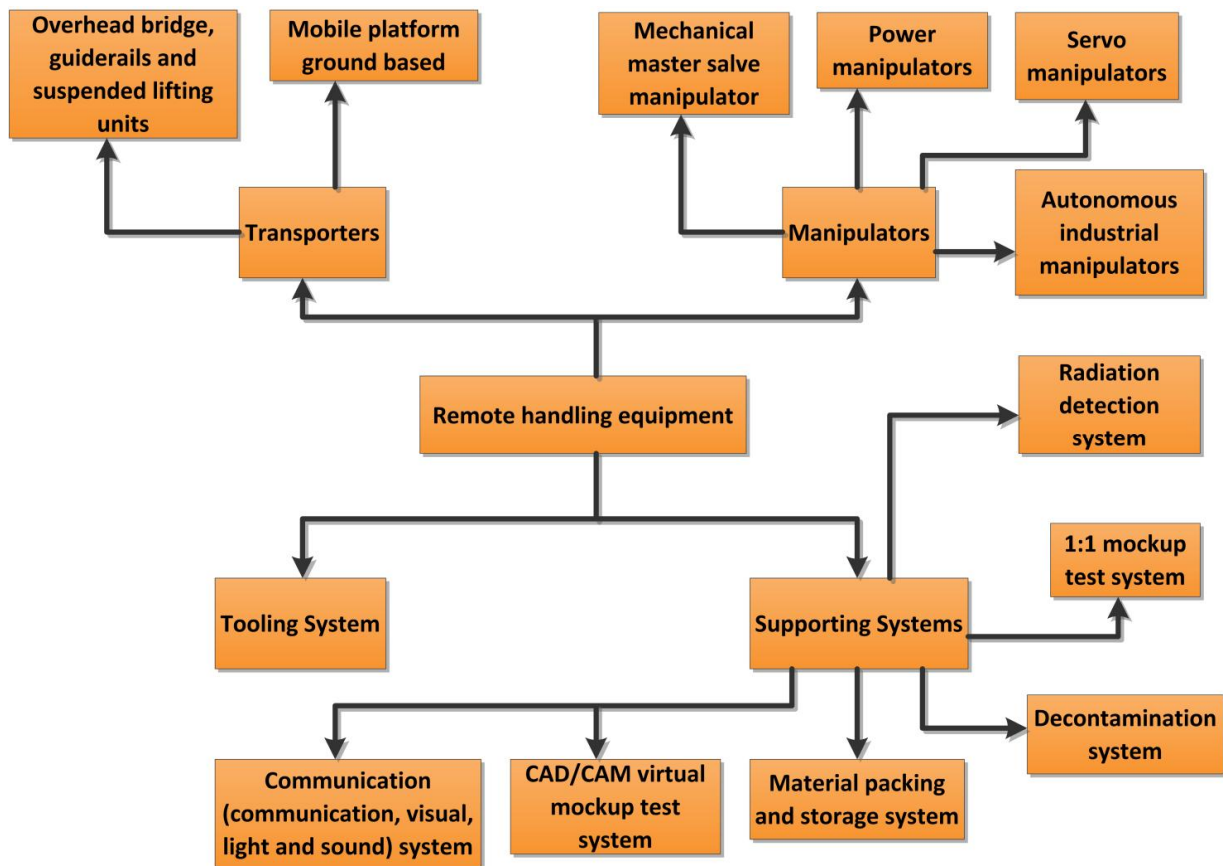 Overhead bridge,
guiderails and
suspended lifting
units
Mobile platform
ground based
Mechanical
master salve
manipulator
Power
manipulators
Servo
manipulators
Transporters
Manipulators
Autonomous
industrial
manipulators
Remote handling equipment
Radiation
detection
system
1:1 mockup
test system
Tooling System
Supporting Systems
Decontamination
system
Communication
(communication, visual,
light and sound) system
CAD/CAM virtual
mockup test
system
Material packing
and storage system